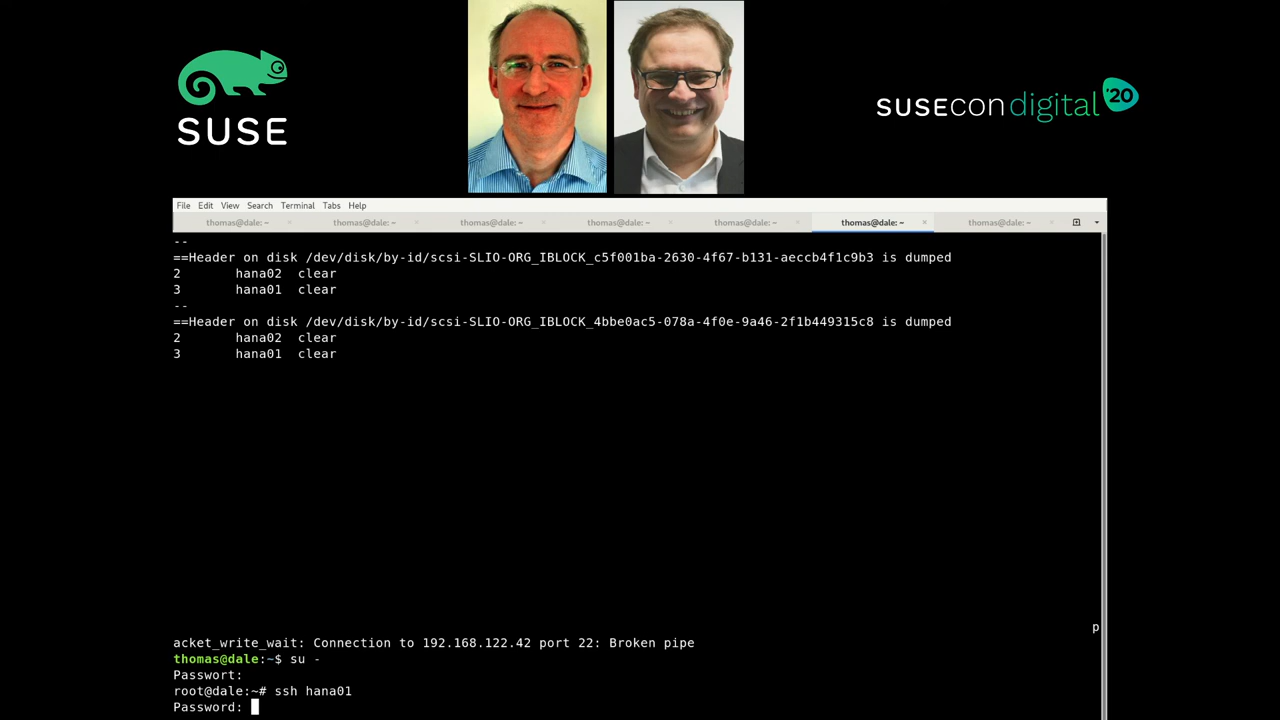 SUSE
SUSEcon digital '20
File Edit View Search Terminal Tabs Help
thomas@dale: ~ × thomas@dale: ~ × thomas@dale: ~ × thomas@dale: ~ × thomas@dale: ~ × thomas@dale: ~ × thomas@dale: ~ ×
--
==Header on disk /dev/disk/by-id/scsi-SLIO-ORG_IBLOCK_c5f001ba-2630-4f67-b131-aeccb4f1c9b3 is dumped
2 hana02 clear
3 hana01 clear
--
==Header on disk /dev/disk/by-id/scsi-SLIO-ORG_IBLOCK_4bbe0ac5-078a-4f0e-9a46-2f1b449315c8 is dumped
2 hana02 clear
3 hana01 clear
p
acket_write_wait: Connection to 192.168.122.42 port 22: Broken pipe
thomas@dale:~$ su -
Passwort:
root@dale:~# ssh hana01
Password: